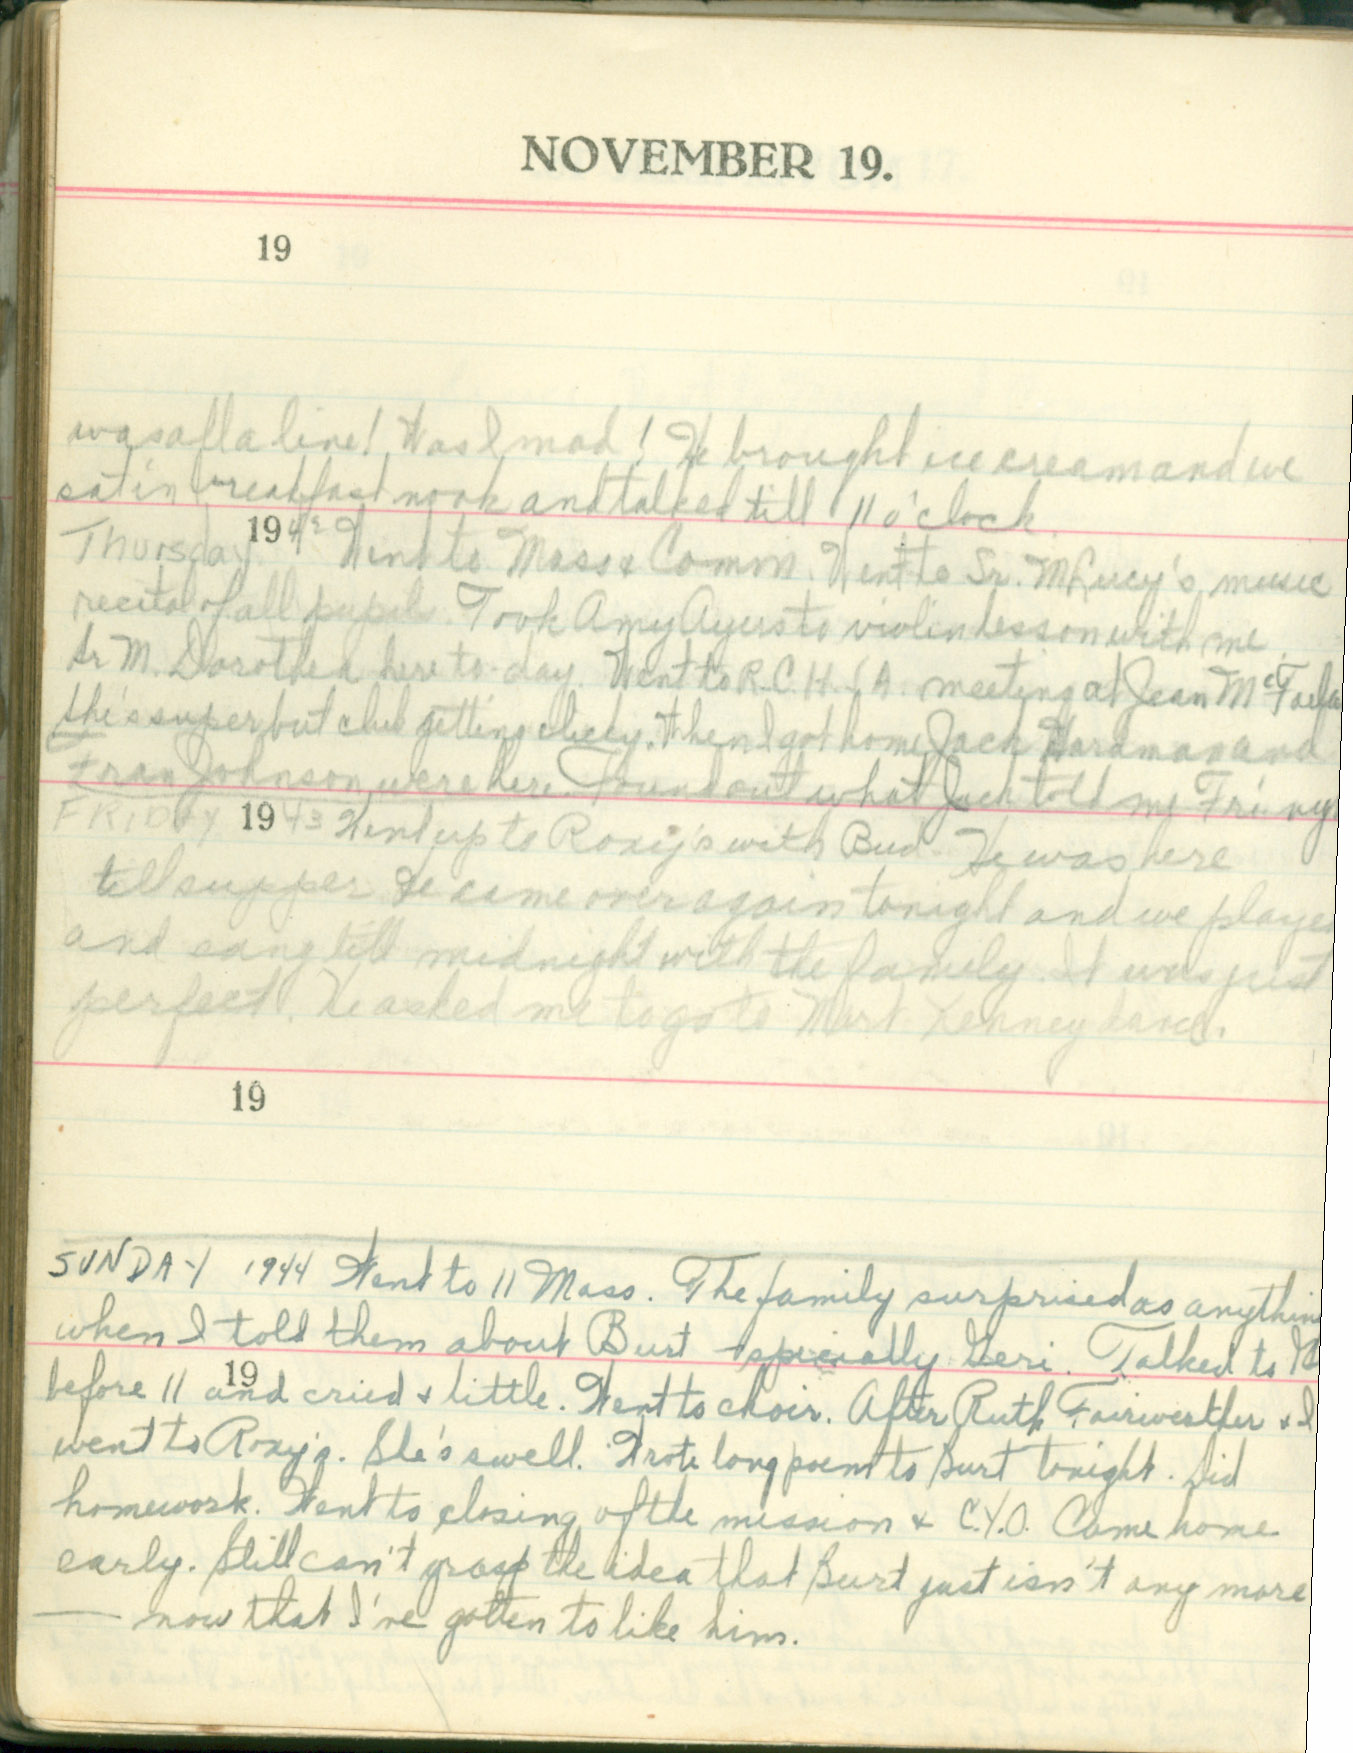 NOVEMBER 19.
19
was all a line! Was I mad! He brought ice cream and we
sat in breakfast nook and talked till 11 o'clock.
Thursday 1942 Went to Mass & Comm. Went to Sr. M. Lucy's music
recital of all pupils. Took Amy Ayers to violin lesson with me.
Sr M. Dorothea here to-day. Went to R.C.H.S.A. meeting at Jean
She's super but club getting clicky. When I got home Jack and
Fran Johnson were here. Found out what Jack told my Fri.
FRIDAY 1943 Went up to Roxy's with Bud. He was here
till supper. He came over again tonight and we played
and sang till midnight with the family. It was just
perfect. He asked me to go to Mart Kenney dance.
19
SUNDAY 1944 Went to 11 Mass. The family surprised as anything
when I told them about Burt - specially Geri. Talked to
19
before 11 and cried a little. Went to choir. After Ruth Fairweather & I
went to Roxy's. She's swell. Wrote long poem to Burt tonight. Did
homework. Went to closing of the mission & C.Y.O. Came home
early. Still can't grasp the idea that Burt just isn't any more
— now that I've gotten to like him.